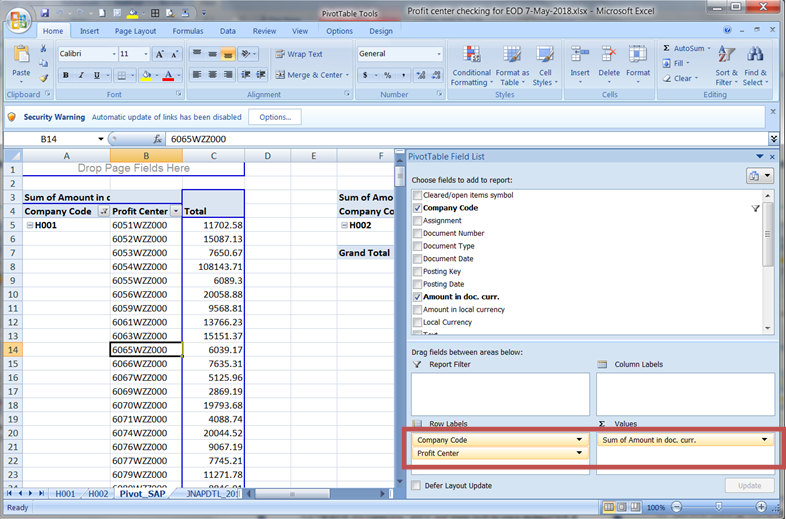 PivotTable Tools Profit center checking for EOD 7-May-2018.xlsx - Microsoft Excel
Home Insert Page Layout Formulas Data Review View Options Design
Paste
Clipboard
Calibri 11
B I U
Font
Wrap Text
Merge & Center
Alignment
General
$ % ,
Number
Conditional Formatting
Format as Table
Cell Styles
Styles
Insert Delete Format
Cells
Σ AutoSum
Fill
Clear
Sort & Filter
Find & Select
Editing
Security Warning Automatic update of links has been disabled Options...
B14 fx 6065WZZ000
A B C D E F
1 Drop Page Fields Here
2
3 Sum of Amount in c Sum of Amo
4 Company Code Profit Center Total Company Co
5 H001 6051WZZ000 11702.58 H002
6 6052WZZ000 15087.13
7 6053WZZ000 7650.67 Grand Total
8 6054WZZ000 108143.71
9 6055WZZ000 6089.3
10 6056WZZ000 20058.88
11 6059WZZ000 9568.81
12 6061WZZ000 13766.23
13 6063WZZ000 15151.37
14 6065WZZ000 6039.17
15 6066WZZ000 7635.31
16 6067WZZ000 5125.96
17 6069WZZ000 2869.19
18 6070WZZ000 19793.68
19 6071WZZ000 4088.74
20 6074WZZ000 20044.52
21 6076WZZ000 9067.19
22 6077WZZ000 7745.21
23 6079WZZ000 11271.78
H001 H002 Pivot_SAP JNAPDTL_201
Ready 100%
PivotTable Field List
Choose fields to add to report:
Cleared/open items symbol
Company Code
Assignment
Document Number
Document Type
Document Date
Posting Key
Posting Date
Amount in doc. curr.
Amount in local currency
Local Currency
Text
Drag fields between areas below:
Report Filter Column Labels
Row Labels Σ Values
Company Code Sum of Amount in doc. curr.
Profit Center
Defer Layout Update Update